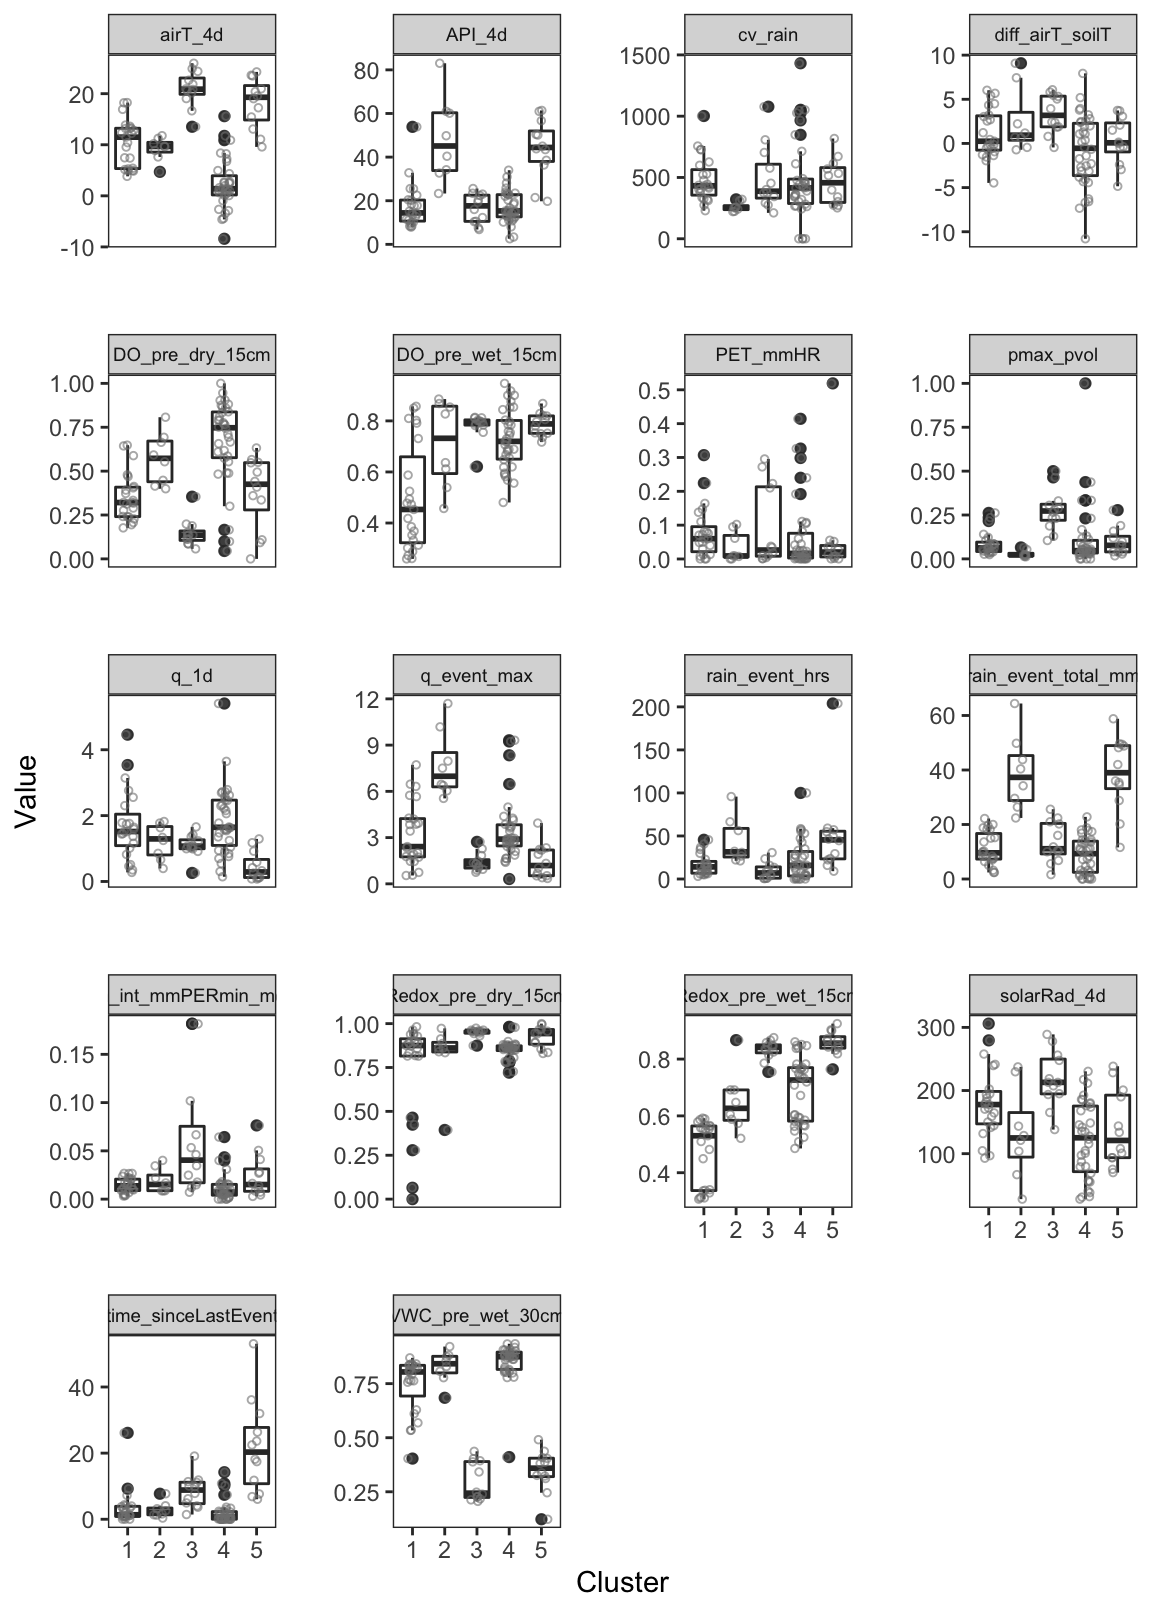 airT_4d API_4d cv_rain diff_airT_soilT
20 10 0 -10
80 60 40 20 0
1500 1000 500 0
10 5 0 -5 -10
DO_pre_dry_15cm DO_pre_wet_15cm PET_mmHR pmax_pvol
1.00 0.75 0.50 0.25 0.00
0.8 0.6 0.4
0.5 0.4 0.3 0.2 0.1 0.0
1.00 0.75 0.50 0.25 0.00
Value
q_1d q_event_max rain_event_hrs rain_event_total_mm
4 2 0
12 9 6 3 0
200 150 100 50 0
60 40 20 0
_int_mmPERmin_m Redox_pre_dry_15cm Redox_pre_wet_15cm solarRad_4d
0.15 0.10 0.05 0.00
1.00 0.75 0.50 0.25 0.00
0.8 0.6 0.4
300 200 100
1 2 3 4 5 1 2 3 4 5
time_sinceLastEvent VWC_pre_wet_30cm
40 20 0
0.75 0.50 0.25
1 2 3 4 5 1 2 3 4 5
Cluster